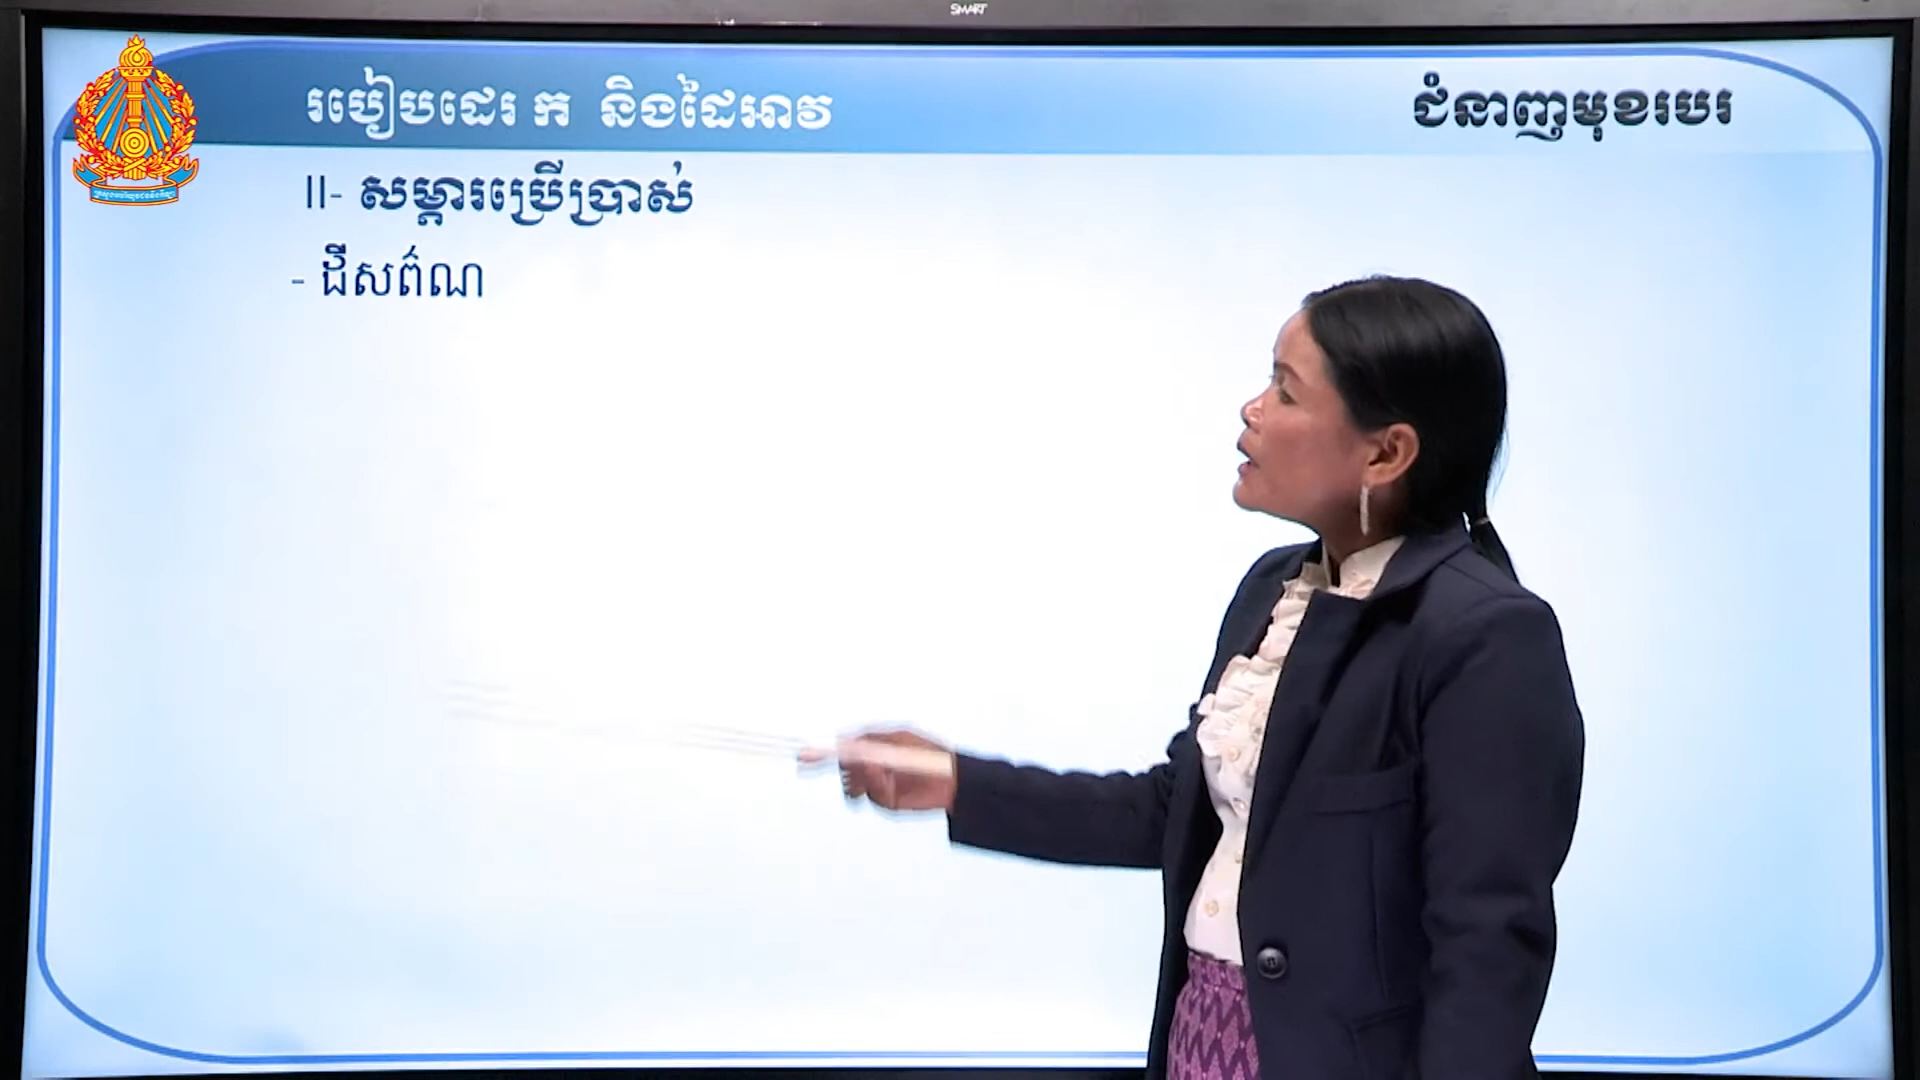 SMART
របៀបដេរ ក និងដៃអាវ
ជំនាញមុខរបរ
II- សម្ភារប្រើប្រាស់
- ដីសពណ៌